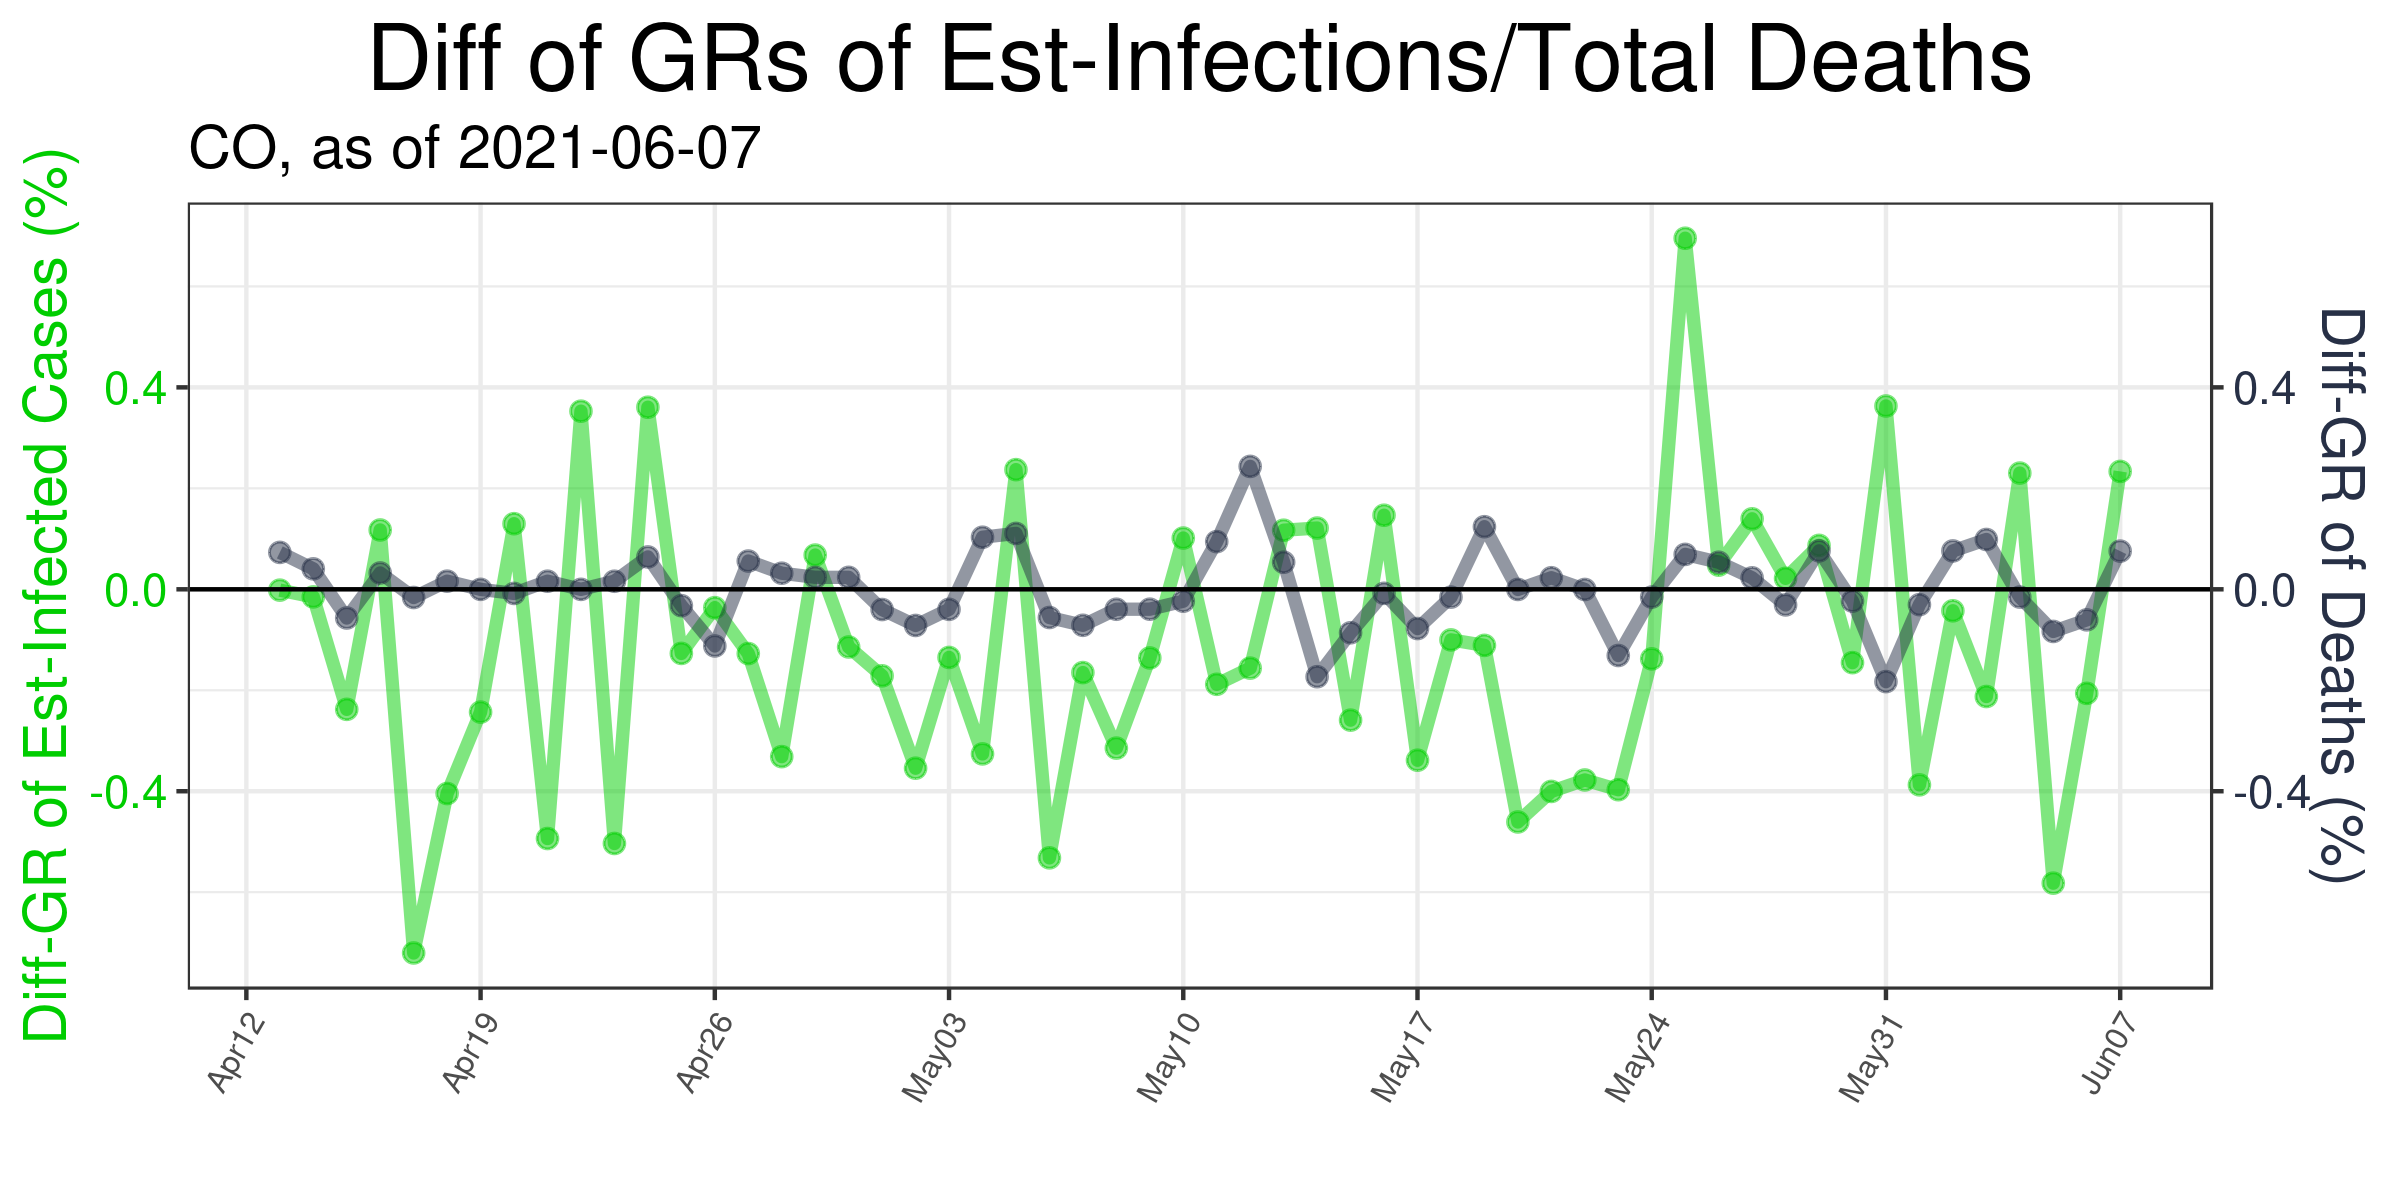 Diff of GRs of Est-Infections/Total Deaths
CO, as of 2021-06-07
Diff-GR of Est-Infected Cases (%)
0.4
0.0
-0.4
0.4
0.0
-0.4
Diff-GR of Deaths (%)
Apr12
Apr19
Apr26
May03
May10
May17
May24
May31
Jun07